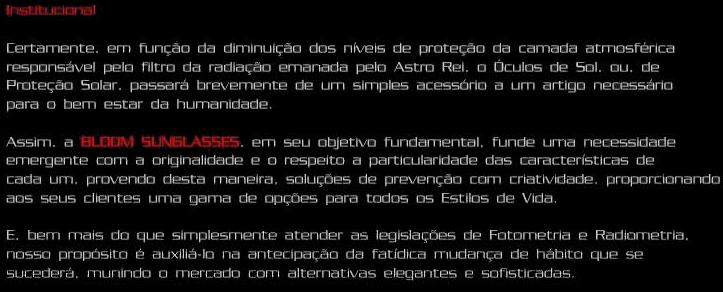 Institucional
Certamente, em função da diminuição dos níveis de proteção da camada atmosférica
responsável pelo filtro da radiação emanada pelo Astro Rei, o Óculos de Sol, ou, de
Proteção Solar, passará brevemente de um simples acessório a um artigo necessário
para o bem estar da humanidade.
Assim, a BLOOM SUNGLASSES, em seu objetivo fundamental, funde uma necessidade
emergente com a originalidade e o respeito a particularidade das características de
cada um, provendo desta maneira, soluções de prevenção com criatividade, proporcionando
aos seus clientes uma gama de opções para todos os Estilos de Vida.
E, bem mais do que simplesmente atender as legislações de Fotometria e Radiometria,
nosso propósito é auxiliá-lo na antecipação da fatídica mudança de hábito que se
sucederá, munindo o mercado com alternativas elegantes e sofisticadas.